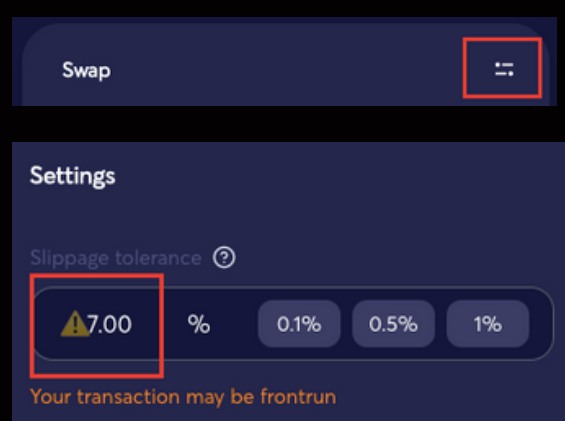 Swap
Settings
Slippage tolerance ?
7.00 % 0.1% 0.5% 1%
Your transaction may be frontrun